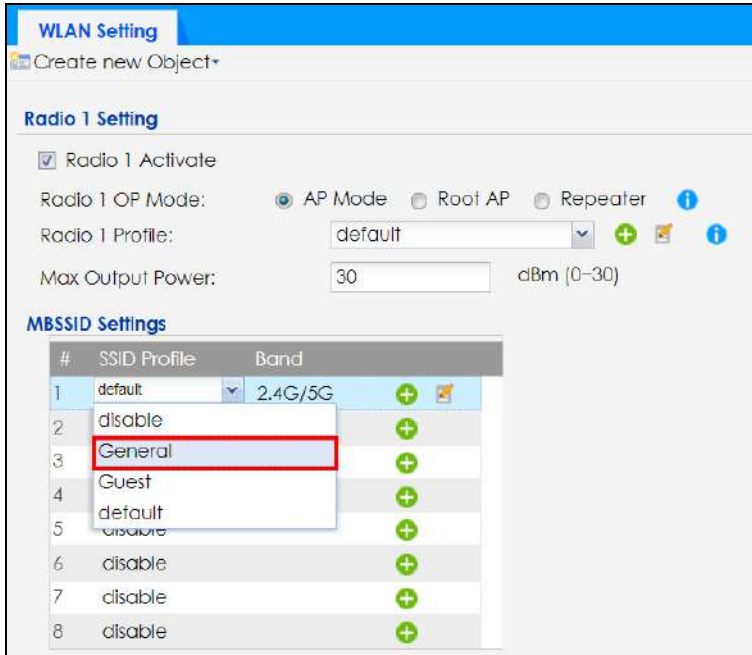 WLAN Setting
Create new Object
Radio 1 Setting
Radio 1 Activate
Radio 1 OP Mode: AP Mode Root AP Repeater
Radio 1 Profile: default
Max Output Power: 30 dBm (0-30)
MBSSID Settings
# SSID Profile Band
1 default 2.4G/5G
disable
2
General
3
Guest
4
default
5 disable
6 disable
7 disable
8 disable